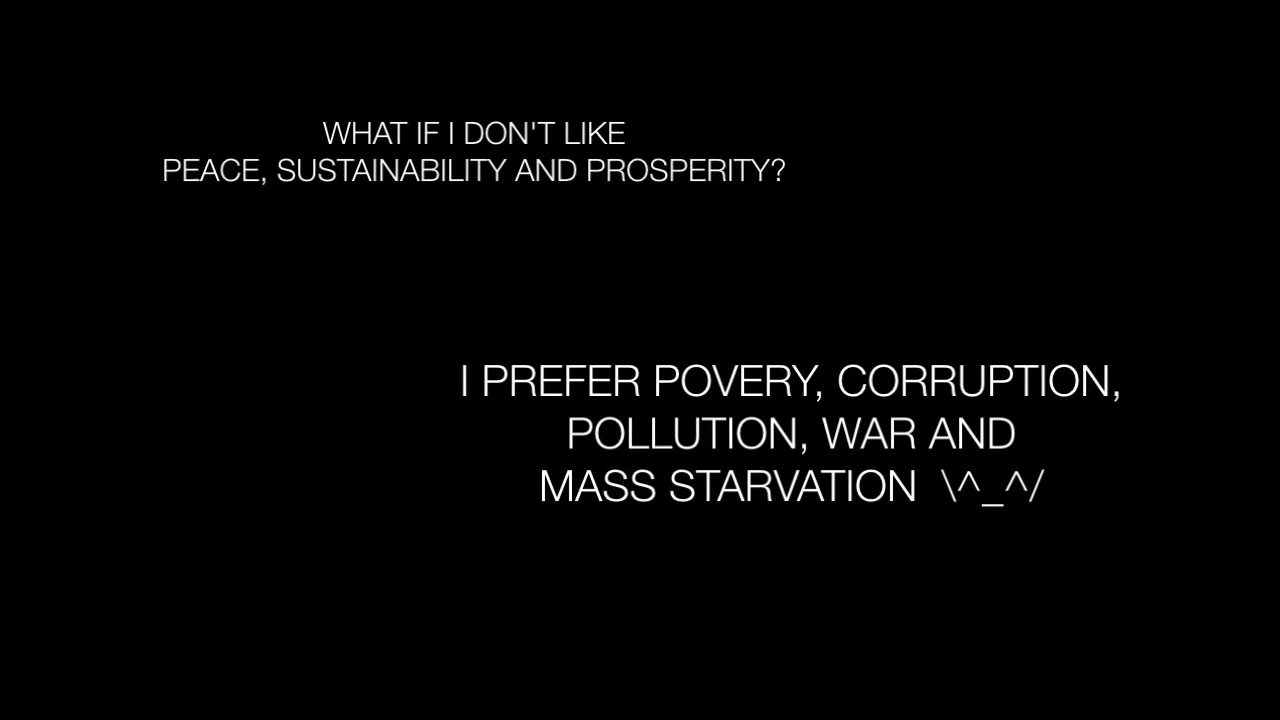 WHAT IF I DON'T LIKE
PEACE, SUSTAINABILITY AND PROSPERITY?
I PREFER POVERY, CORRUPTION,
POLLUTION, WAR AND
MASS STARVATION \^_^/